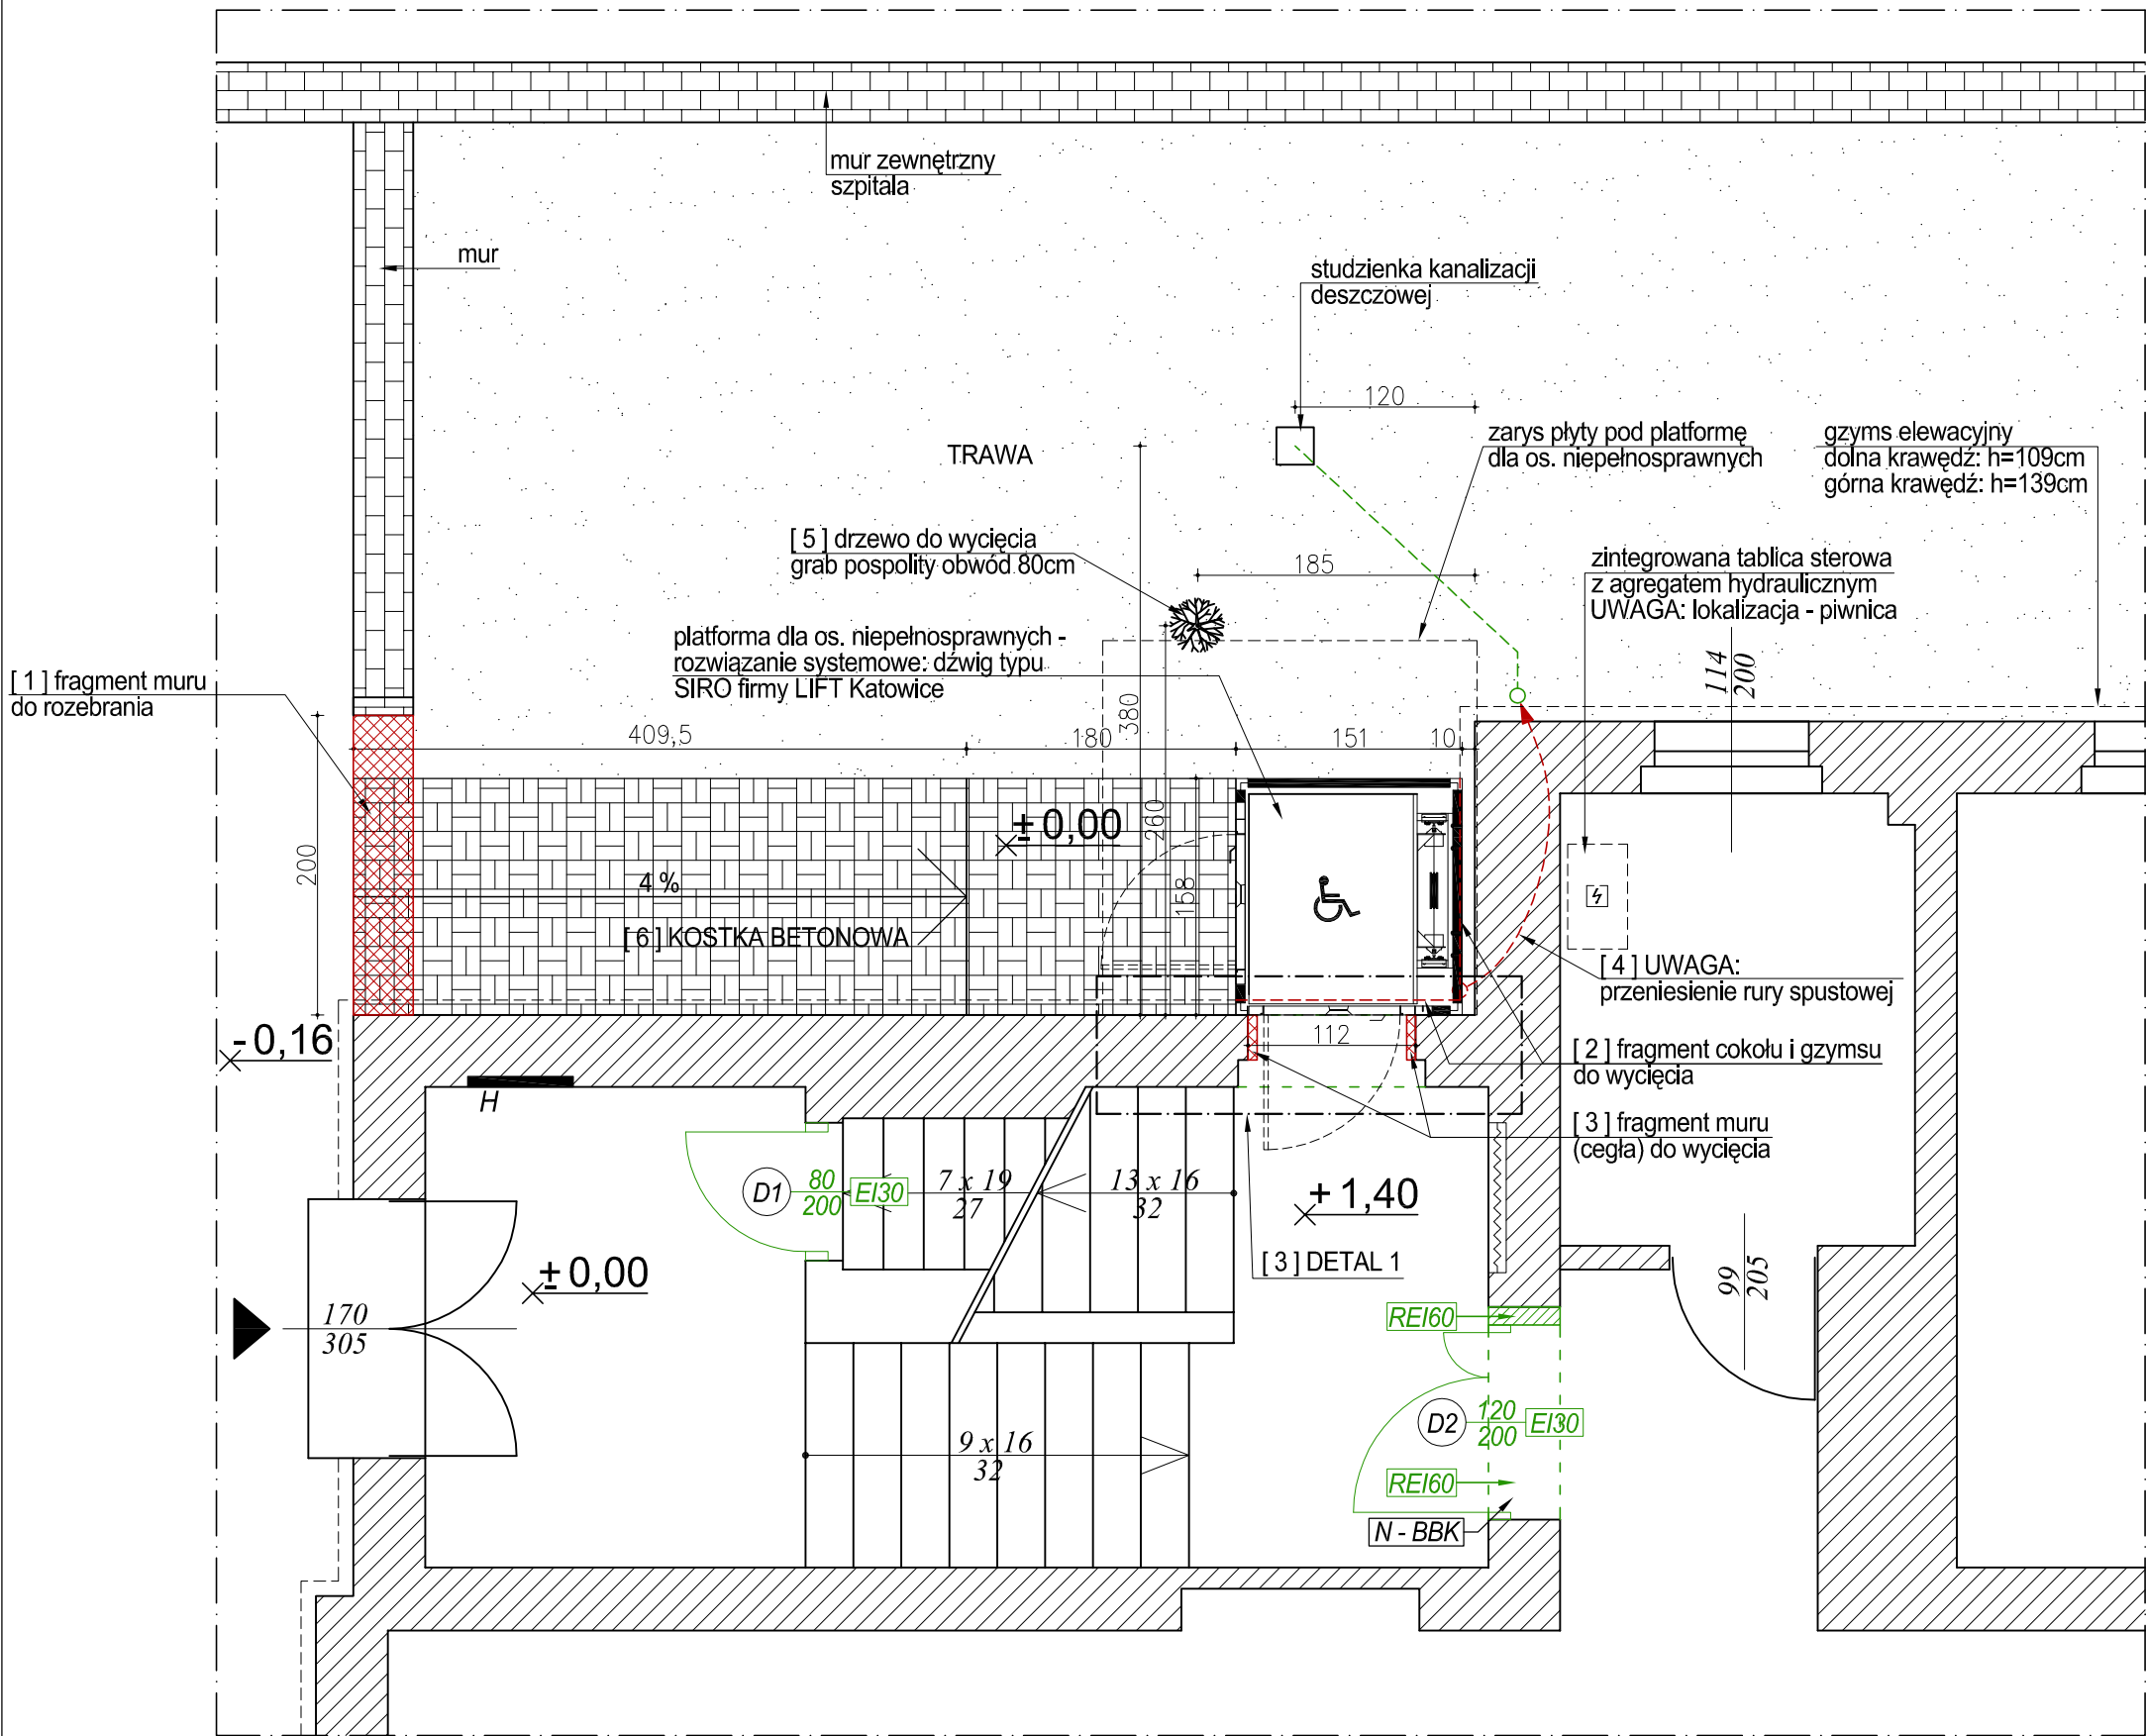 mur zewnętrzny
szpitala
mur
studzienka kanalizacji
deszczowej
120
TRAWA
zarys płyty pod platformę
dla os. niepełnosprawnych
gzyms elewacyjny
dolna krawędź: h=109cm
górna krawędź: h=139cm
[ 5 ] drzewo do wycięcia
grab pospolity obwód 80cm
185
zintegrowana tablica sterowa
z agregatem hydraulicznym
UWAGA: lokalizacja - piwnica
platforma dla os. niepełnosprawnych -
rozwiązanie systemowe: dźwig typu
SIRO firmy LIFT Katowice
[ 1 ] fragment muru
do rozebrania
114
200
380
409,5
180
151
10
200
± 0,00
260
158
4 %
[ 6 ] KOSTKA BETONOWA
[ 4 ] UWAGA:
przeniesienie rury spustowej
- 0,16
112
[ 2 ] fragment cokołu i gzymsu
do wycięcia
H
[ 3 ] fragment muru
(cegła) do wycięcia
D1
80
200
EI30
7 x 19
27
13 x 16
32
+ 1,40
[ 3 ] DETAL 1
± 0,00
99
205
170
305
REI60
D2
120
200
EI30
9 x 16
32
REI60
N - BBK